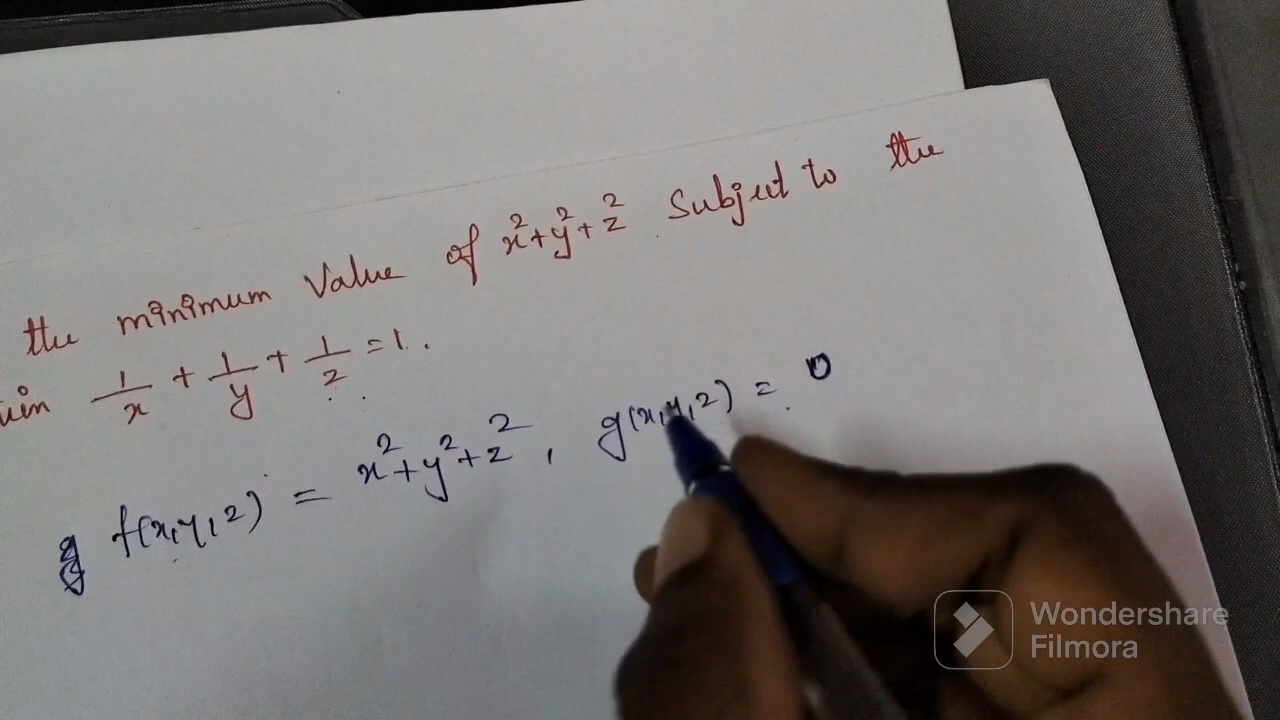 the minimum value of x²+y²+z² subject to the
1/x + 1/y + 1/z = 1.
f(x,y,z) = x²+y²+z² , g(x,y,z) = 0
Wondershare
Filmora